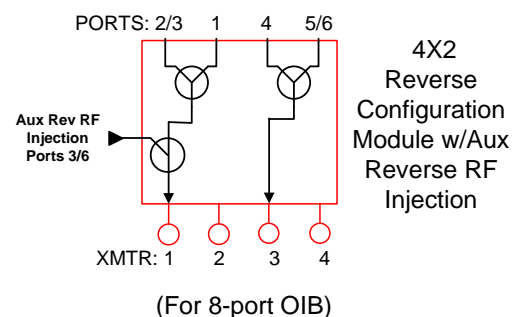 PORTS: 2/3 1 4 5/6
4X2
Reverse
Configuration
Module w/Aux
Reverse RF
Injection
Aux Rev RF
Injection
Ports 3/6
XMTR: 1 2 3 4
(For 8-port OIB)